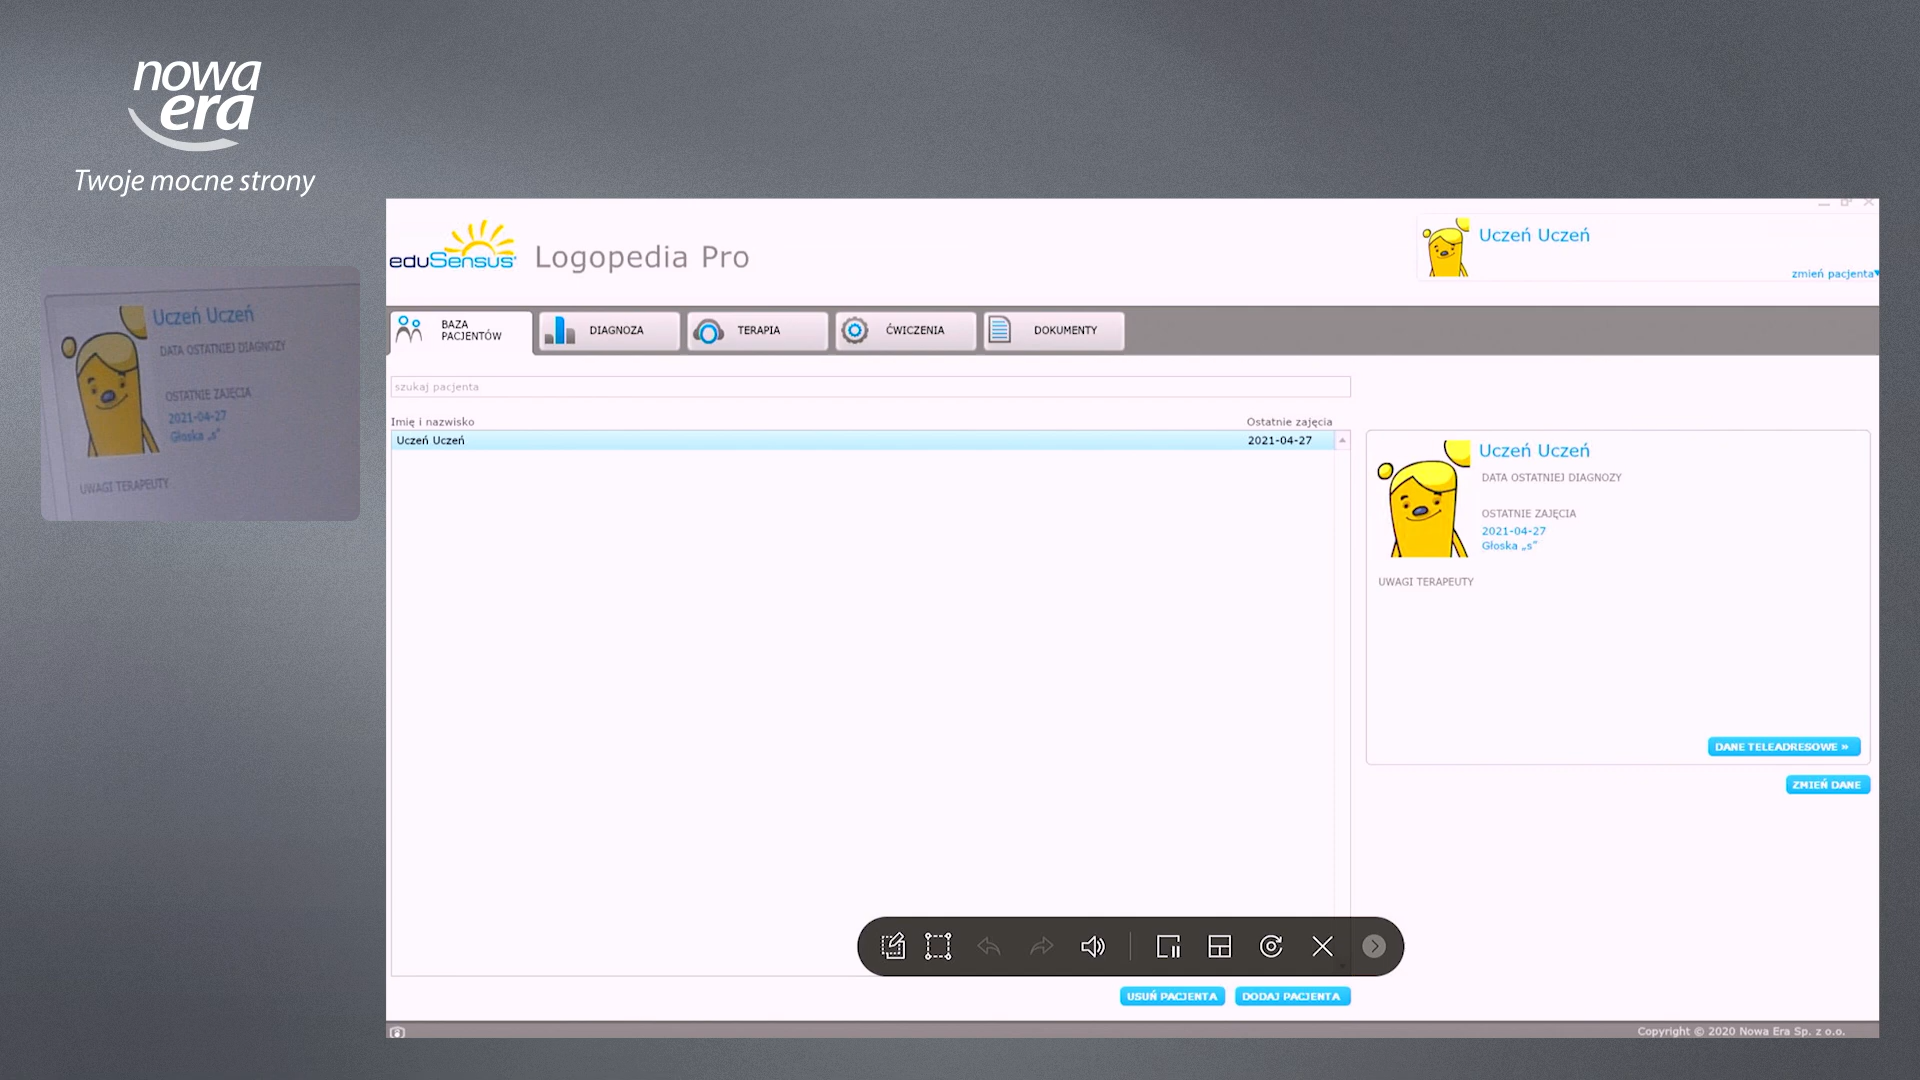 nowa
era
Twoje mocne strony
Uczeń Uczeń
DATA OSTATNIEJ DIAGNOZY
OSTATNIE ZAJĘCIA
2021-04-27
Głoska „s”
UWAGI TERAPEUTY
eduSensus
Logopedia Pro
Uczeń Uczeń
zmień pacjenta
BAZA
PACJENTÓW
DIAGNOZA
TERAPIA
ĆWICZENIA
DOKUMENTY
szukaj pacjenta
Imię i nazwisko Ostatnie zajęcia
Uczeń Uczeń 2021-04-27
Uczeń Uczeń
DATA OSTATNIEJ DIAGNOZY
OSTATNIE ZAJĘCIA
2021-04-27
Głoska „s”
UWAGI TERAPEUTY
DANE TELEADRESOWE »
ZMIEŃ DANE
USUŃ PACJENTA DODAJ PACJENTA
Copyright © 2020 Nowa Era Sp. z o.o.